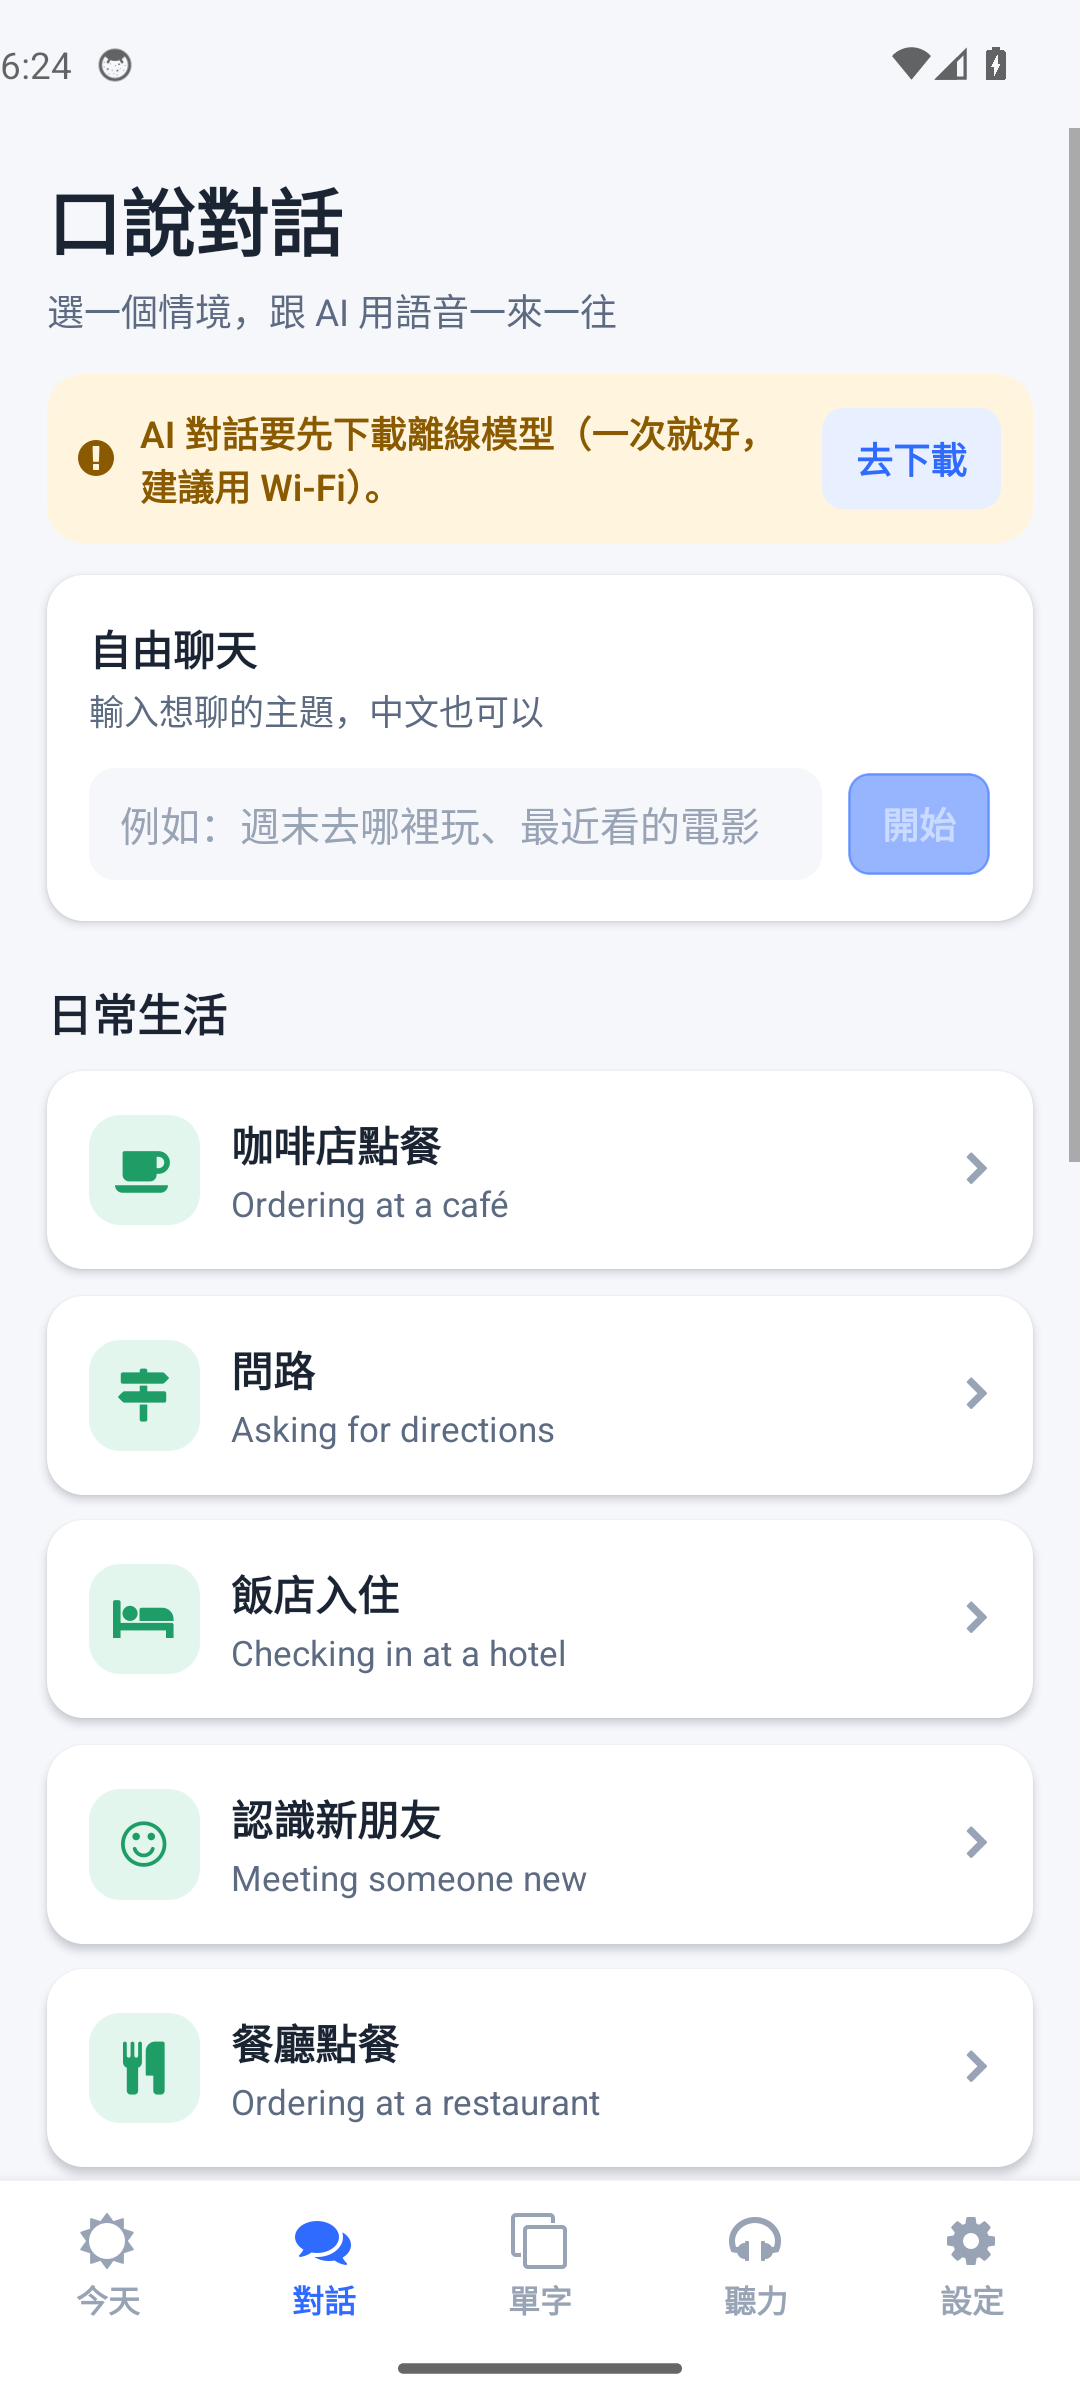 6:24
口說對話
選一個情境，跟 AI 用語音一來一往
AI 對話要先下載離線模型（一次就好，
建議用 Wi-Fi）。
去下載
自由聊天
輸入想聊的主題，中文也可以
例如：週末去哪裡玩、最近看的電影
開始
日常生活
咖啡店點餐
Ordering at a café
問路
Asking for directions
飯店入住
Checking in at a hotel
認識新朋友
Meeting someone new
餐廳點餐
Ordering at a restaurant
今天
對話
單字
聽力
設定